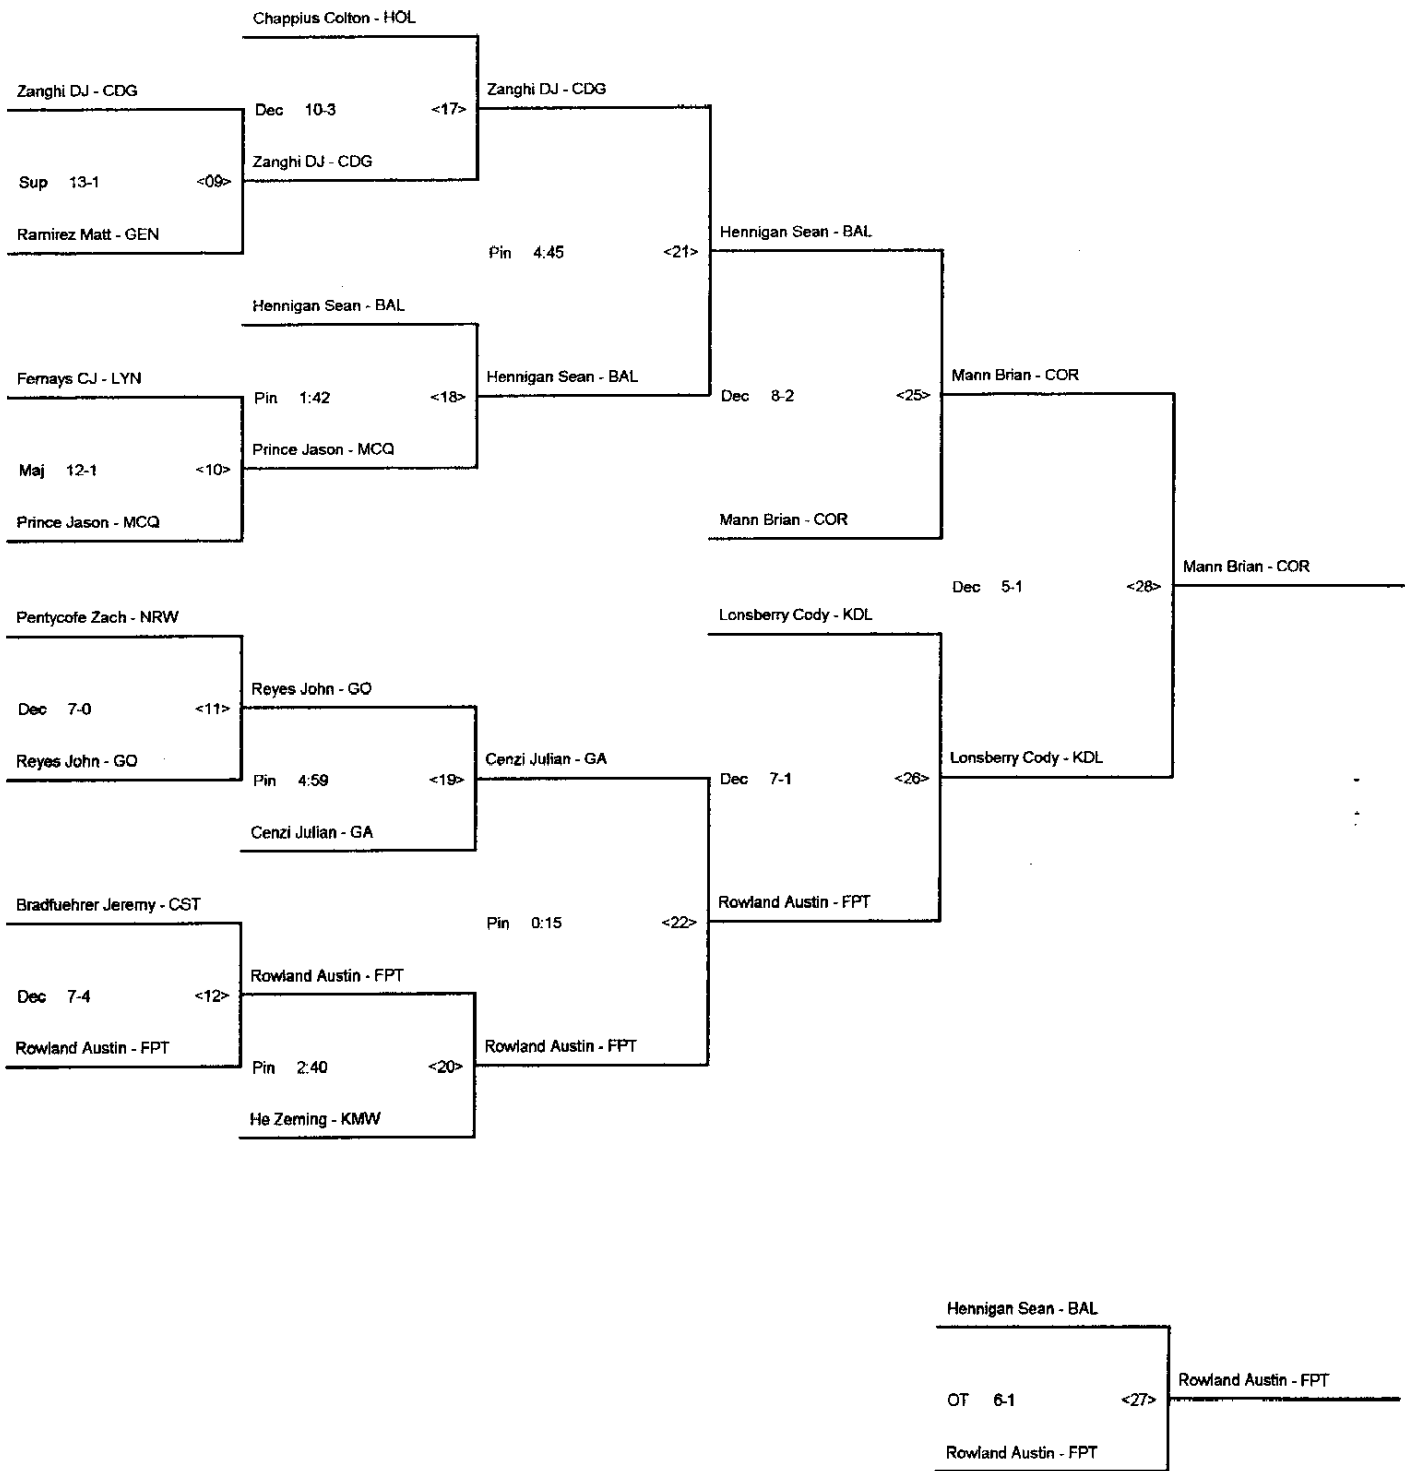 Chappius Colton - HOL
Zanghi DJ - CDG
Zanghi DJ - CDG
Dec 10-3 <17>
Zanghi DJ - CDG
Sup 13-1 <09>
Ramirez Matt - GEN
Hennigan Sean - BAL
Pin 4:45 <21>
Hennigan Sean - BAL
Fernays CJ - LYN
Hennigan Sean - BAL
Mann Brian - COR
Pin 1:42 <18>
Dec 8-2 <25>
Prince Jason - MCQ
Maj 12-1 <10>
Prince Jason - MCQ
Mann Brian - COR
Mann Brian - COR
Dec 5-1 <28>
Pentycofe Zach - NRW
Lonsberry Cody - KDL
Reyes John - GO
Dec 7-0 <11>
Reyes John - GO
Cenzi Julian - GA
Lonsberry Cody - KDL
Pin 4:59 <19>
Dec 7-1 <26>
Cenzi Julian - GA
Bradfuehrer Jeremy - CST
Rowland Austin - FPT
Pin 0:15 <22>
Rowland Austin - FPT
Dec 7-4 <12>
Rowland Austin - FPT
Rowland Austin - FPT
Pin 2:40 <20>
He Zeming - KMW
Hennigan Sean - BAL
Rowland Austin - FPT
OT 6-1 <27>
Rowland Austin - FPT